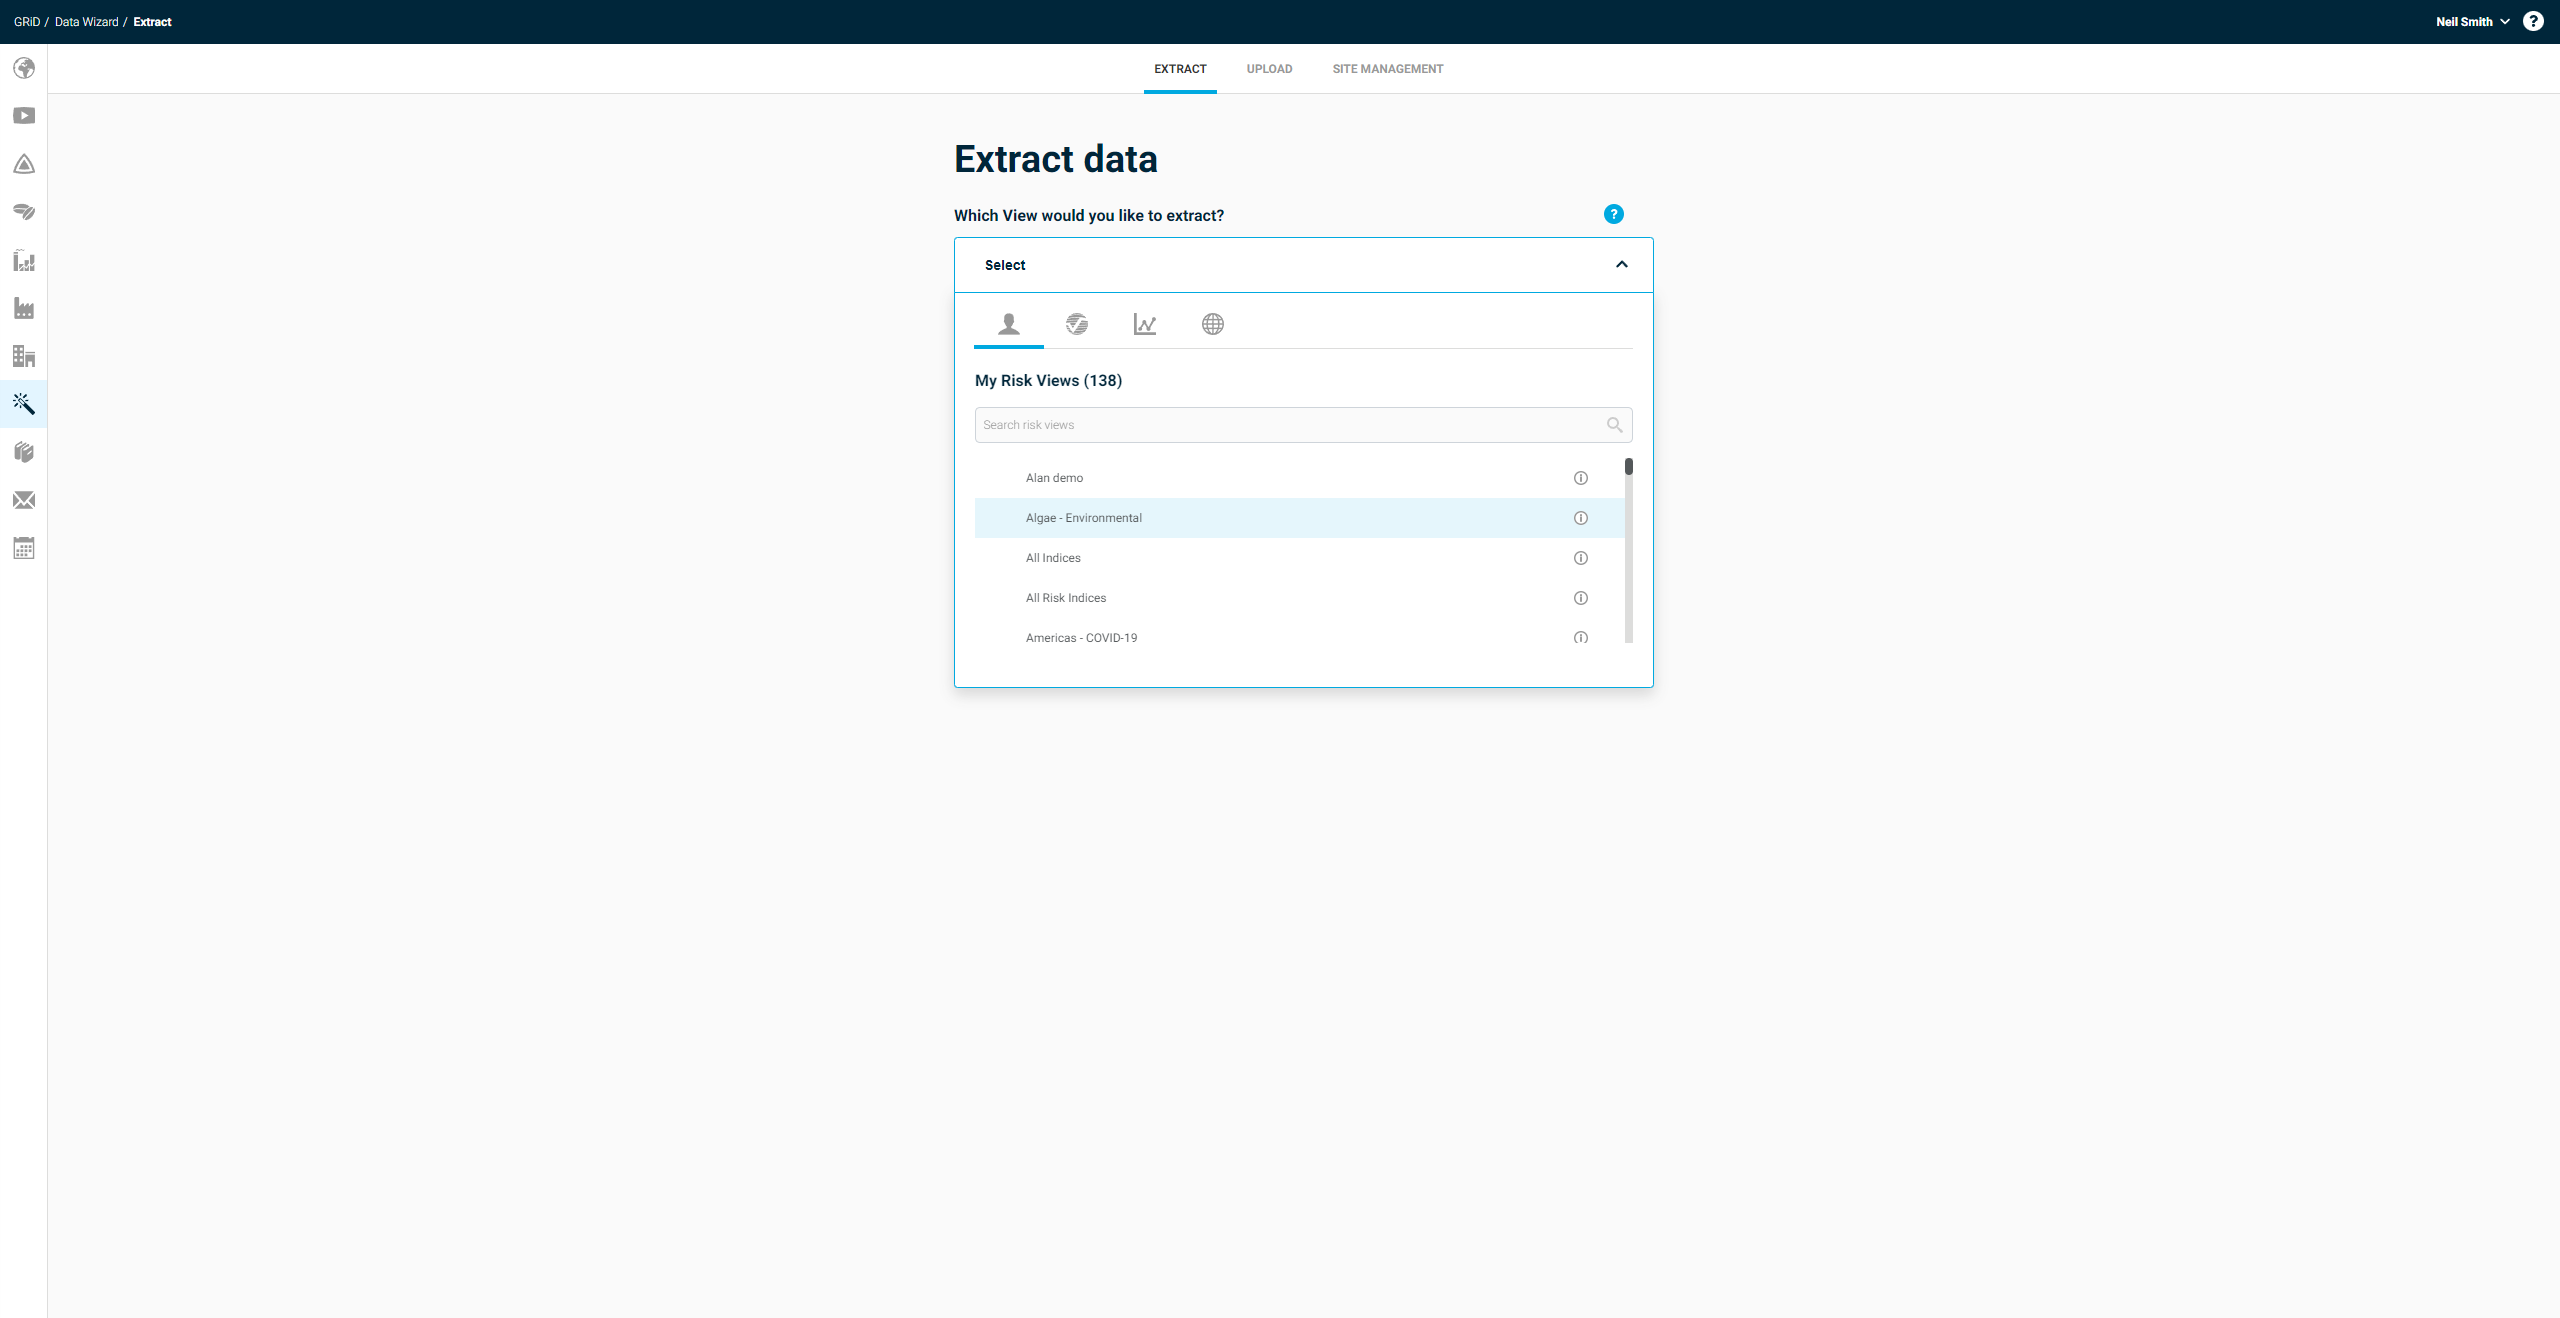 GRiD / Data Wizard / Extract
Neil Smith
?
EXTRACT UPLOAD SITE MANAGEMENT
Extract data
Which View would you like to extract?
?
Select
My Risk Views (138)
Search risk views
Alan demo
Algae - Environmental
All Indices
All Risk Indices
Americas - COVID-19